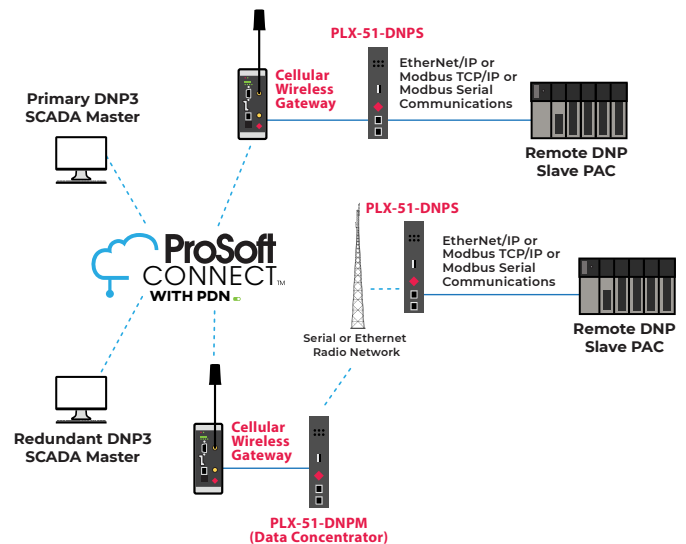 PLX-51-DNPS
Cellular
Wireless
Gateway
EtherNet/IP or
Modbus TCP/IP or
Modbus Serial
Communications
Primary DNP3
SCADA Master
Remote DNP
Slave PAC
PLX-51-DNPS
ProSoft
CONNECT™
WITH PDN
EtherNet/IP or
Modbus TCP/IP or
Modbus Serial
Communications
Serial or Ethernet
Radio Network
Remote DNP
Slave PAC
Redundant DNP3
SCADA Master
Cellular
Wireless
Gateway
PLX-51-DNPM
(Data Concentrator)